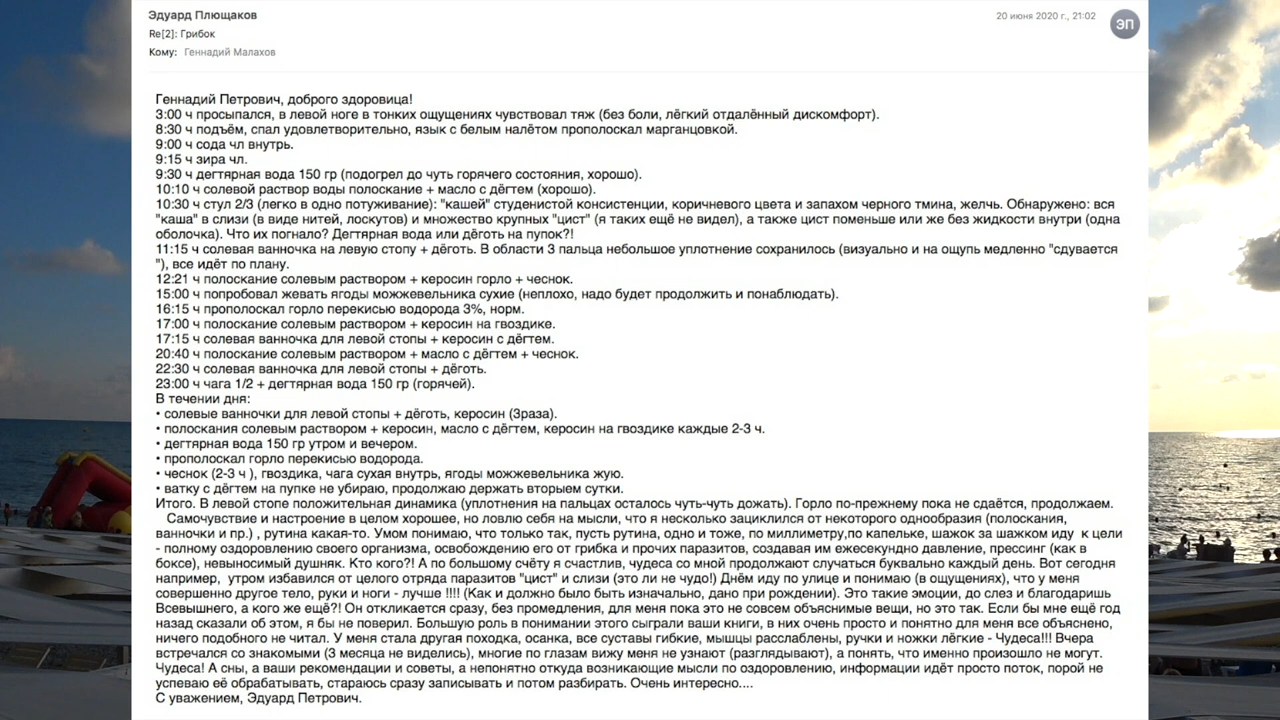 Эдуард Плющаков
20 июня 2020 г., 21:02
ЭП
Re[2]: Грибок
Кому: Геннадий Малахов
Геннадий Петрович, доброго здоровица!
3:00 ч просыпался, в левой ноге в тонких ощущениях чувствовал тяж (без боли, лёгкий отдалённый дискомфорт).
8:30 ч подъём, спал удовлетворительно, язык с белым налётом прополоскал марганцовкой.
9:00 ч сода чл внутрь.
9:15 ч зира чл.
9:30 ч дегтярная вода 150 гр (подогрел до чуть горячего состояния, хорошо).
10:10 ч солевой раствор воды полоскание + масло с дёгтем (хорошо).
10:30 ч стул 2/3 (легко в одно потуживание): "кашей" студенистой консистенции, коричневого цвета и запахом черного тмина, желчь. Обнаружено: вся
"каша" в слизи (в виде нитей, лоскутов) и множество крупных "цист" (я таких ещё не видел), а также цист поменьше или же без жидкости внутри (одна
оболочка). Что их погнало? Дегтярная вода или дёготь на пупок?!
11:15 ч солевая ванночка на левую стопу + дёготь. В области 3 пальца небольшое уплотнение сохранилось (визуально и на ощупь медленно "сдувается
"), все идёт по плану.
12:21 ч полоскание солевым раствором + керосин горло + чеснок.
15:00 ч попробовал жевать ягоды можжевельника сухие (неплохо, надо будет продолжить и понаблюдать).
16:15 ч прополоскал горло перекисью водорода 3%, норм.
17:00 ч полоскание солевым раствором + керосин на гвоздике.
17:15 ч солевая ванночка для левой стопы + керосин с дёгтем.
20:40 ч полоскание солевым раствором + масло с дёгтем + чеснок.
22:30 ч солевая ванночка для левой стопы + дёготь.
23:00 ч чага 1/2 + дегтярная вода 150 гр (горячей).
В течении дня:
• солевые ванночки для левой стопы + дёготь, керосин (3раза).
• полоскания солевым раствором + керосин, масло с дёгтем, керосин на гвоздике каждые 2-3 ч.
• дегтярная вода 150 гр утром и вечером.
• прополоскал горло перекисью водорода.
• чеснок (2-3 ч ), гвоздика, чага сухая внутрь, ягоды можжевельника жую.
• ватку с дёгтем на пупке не убираю, продолжаю держать вторыем сутки.
Итого. В левой стопе положительная динамика (уплотнения на пальцах осталось чуть-чуть дожать). Горло по-прежнему пока не сдаётся, продолжаем.
Самочувствие и настроение в целом хорошее, но ловлю себя на мысли, что я несколько зациклился от некоторого однообразия (полоскания,
ванночки и пр.) , рутина какая-то. Умом понимаю, что только так, пусть рутина, одно и тоже, по миллиметру,по капельке, шажок за шажком иду к цели
- полному оздоровлению своего организма, освобождению его от грибка и прочих паразитов, создавая им ежесекундно давление, прессинг (как в
боксе), невыносимый душняк. Кто кого?! А по большому счёту я счастлив, чудеса со мной продолжают случаться буквально каждый день. Вот сегодня
например, утром избавился от целого отряда паразитов "цист" и слизи (это ли не чудо!) Днём иду по улице и понимаю (в ощущениях), что у меня
совершенно другое тело, руки и ноги - лучше !!!! (Как и должно было быть изначально, дано при рождении). Это такие эмоции, до слез и благодаришь
Всевышнего, а кого же ещё?! Он откликается сразу, без промедления, для меня пока это не совсем объяснимые вещи, но это так. Если бы мне ещё год
назад сказали об этом, я бы не поверил. Большую роль в понимании этого сыграли ваши книги, в них очень просто и понятно для меня все объяснено,
ничего подобного не читал. У меня стала другая походка, осанка, все суставы гибкие, мышцы расслаблены, ручки и ножки лёгкие - Чудеса!!! Вчера
встречался со знакомыми (3 месяца не виделись), многие по глазам вижу меня не узнают (разглядывают), а понять, что именно произошло не могут.
Чудеса! А сны, а ваши рекомендации и советы, а непонятно откуда возникающие мысли по оздоровлению, информации идёт просто поток, порой не
успеваю её обрабатывать, стараюсь сразу записывать и потом разбирать. Очень интересно....
С уважением, Эдуард Петрович.